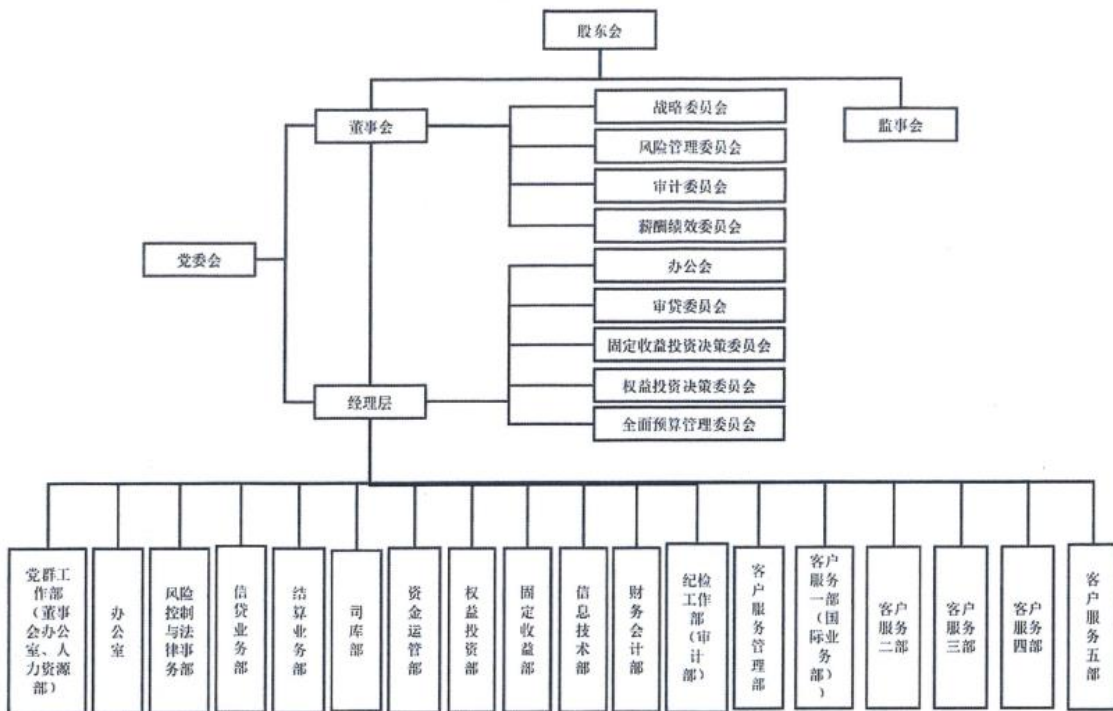 股东会
董事会
监事会
战略委员会
风险管理委员会
审计委员会
薪酬绩效委员会
党委会
办公会
审贷委员会
固定收益投资决策委员会
权益投资决策委员会
经理层
全面预算管理委员会
党群工
作部
（董事
会办公
室、人
力资源
部）
办公室
风险
控制
与法
律事
务部
信贷业务部
结算业务部
司库部
资金运管部
权益投资部
固定收益部
信息技术部
财务会计部
纪检
工作部（审计部）
客户服务管理部
客户
服务
一部
（国
际业
务
部）
）
客户
服务
二部
客户
服务
三部
客户
服务
四部
客户服务五部